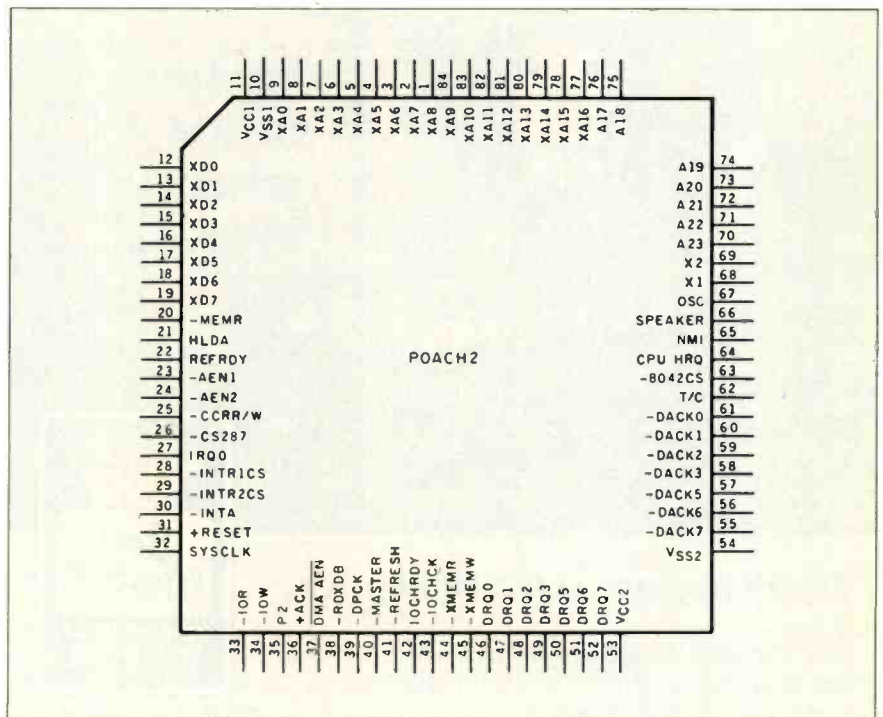 11 VCC1
10 VSS1
9 XA0
8 XA1
7 XA2
6 XA3
5 XA4
4 XA5
3 XA6
2 XA7
1 XA8
84 XA9
83 XA10
82 XA11
81 XA12
80 XA13
79 XA14
78 XA15
77 XA16
76 A17
75 A18
12 XD0
13 XD1
14 XD2
15 XD3
16 XD4
17 XD5
18 XD6
19 XD7
20 -MEMR
21 HLDA
22 REFRDY
23 -AEN1
24 -AEN2
25 -CCRR/W
26 -CS287
27 IRQ0
28 -INTR1CS
29 -INTR2CS
30 -INTA
31 +RESET
32 SYSCLK
POACH2
A19 74
A20 73
A21 72
A22 71
A23 70
X2 69
X1 68
OSC 67
SPEAKER 66
NMI 65
CPU HRQ 64
-8042CS 63
T/C 62
-DACK0 61
-DACK1 60
-DACK2 59
-DACK3 58
-DACK5 57
-DACK6 56
-DACK7 55
VSS2 54
33 -IOR
34 -IOW
35 P2
36 +ACK
37 DMA AEN
38 -ROXDB
39 -DPCK
40 -MASTER
41 -REFRESH
42 IOCHRDY
43 -IOCHCK
44 -XMEMR
45 -XMEMW
46 DRQ0
47 DRQ1
48 DRQ2
49 DRQ3
50 DRQ5
51 DRQ6
52 DRQ7
53 VCC2